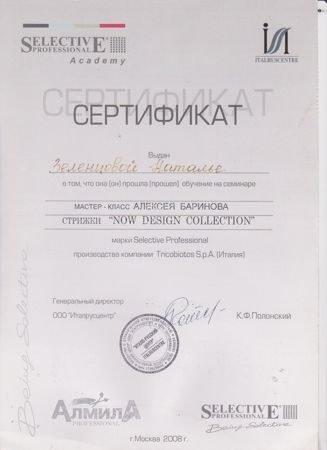 SELECTIVE
PROFESSIONAL
Academy
ITALRUSCENTRE
СЕРТИФИКАТ
Выдан
Зеленцовой Наталье
о том, что она (он) прошла (прошел) обучение на семинаре
МАСТЕР-КЛАСС АЛЕКСЕЯ БАРИНОВА
СТРИЖКИ "NOW DESIGN COLLECTION"
марки Selective Professional
производства компании Tricobiotos S.p.A. (Италия)
Генеральный директор
ООО "Италрусцентр"
К.Ф.Полонский
Being Selective
АЛМИЛА
PROFESSIONAL
SELECTIVE
PROFESSIONAL
Being Selective
г.Москва 2008 г.